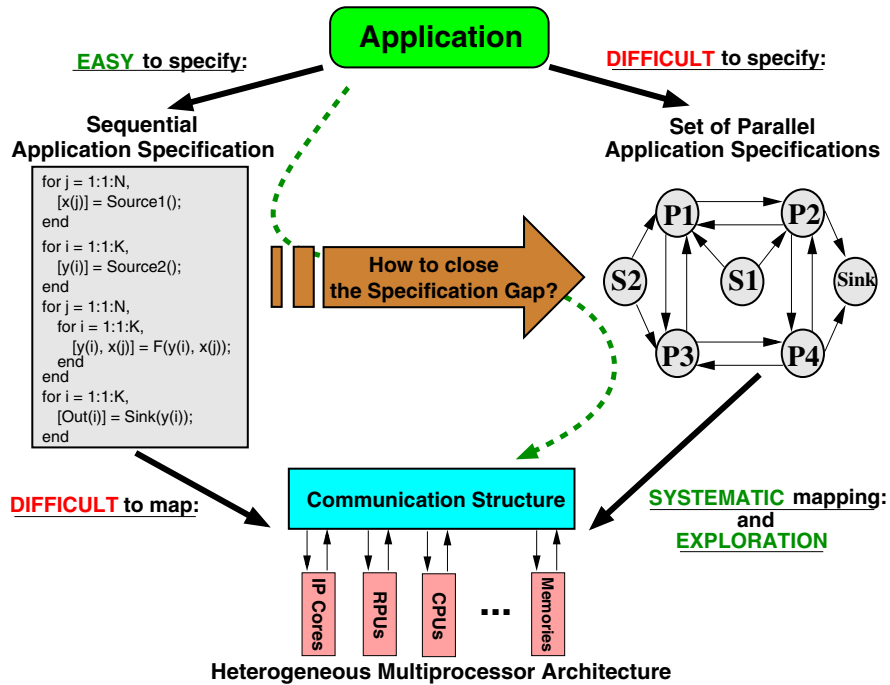 Application
EASY to specify:
DIFFICULT to specify:
Sequential
Application Specification
Set of Parallel
Application Specifications
for j = 1:1:N,
[x(j)] = Source1();
end
for i = 1:1:K,
[y(i)] = Source2();
end
for j = 1:1:N,
for i = 1:1:K,
[y(i), x(j)] = F(y(i), x(j));
end
end
for i = 1:1:K,
[Out(i)] = Sink(y(i));
end
How to close
the Specification Gap?
P1
P2
S2
S1
Sink
P3
P4
DIFFICULT to map:
SYSTEMATIC mapping:
and
EXPLORATION
Communication Structure
IP Cores
RPUs
CPUs
...
Memories
Heterogeneous Multiprocessor Architecture